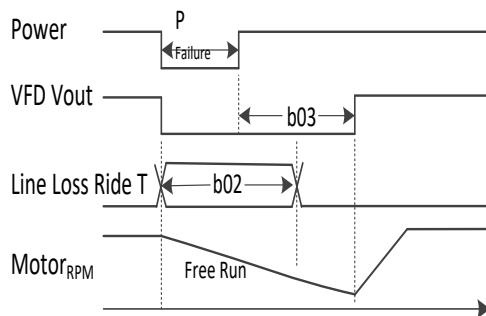 Power
P
Failure
VFD Vout
b03
Line Loss Ride T
b02
MotorRPM
Free Run